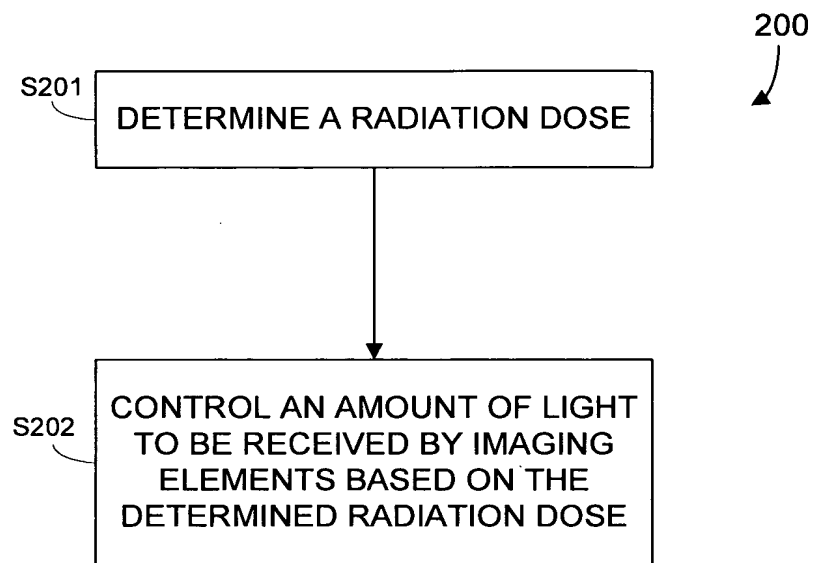 200
S201
DETERMINE A RADIATION DOSE
S202
CONTROL AN AMOUNT OF LIGHT
TO BE RECEIVED BY IMAGING
ELEMENTS BASED ON THE
DETERMINED RADIATION DOSE